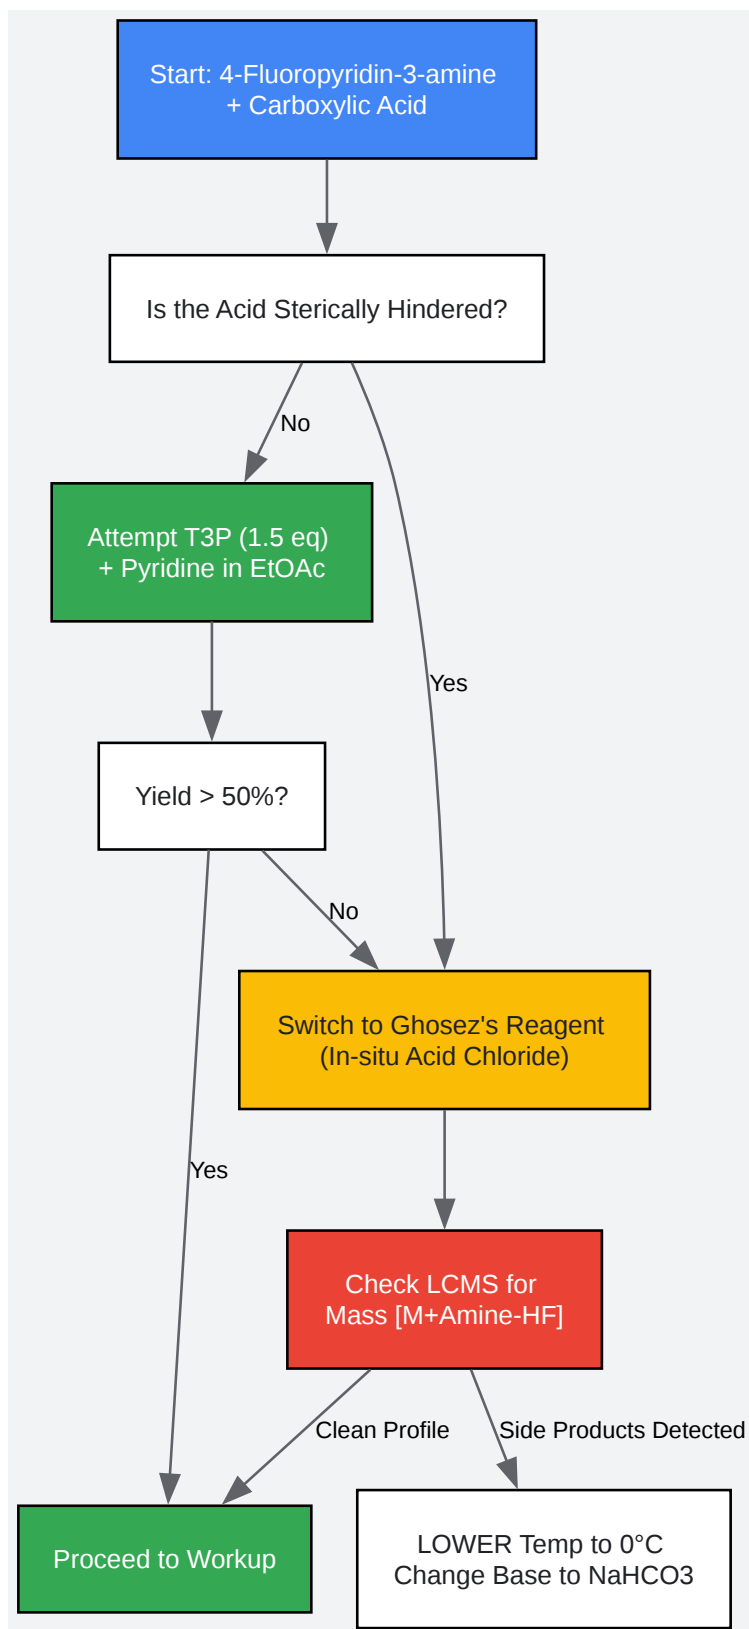 Start: 4-Fluoropyridin-3-amine
+ Carboxylic Acid
Is the Acid Sterically Hindered?
No
Attempt T3P (1.5 eq)
+ Pyridine in EtOAc
Yes
Yield > 50%?
No
Switch to Ghosez's Reagent
(In-situ Acid Chloride)
Yes
Check LCMS for
Mass [M+Amine-HF]
Clean Profile
Side Products Detected
Proceed to Workup
LOWER Temp to 0°C
Change Base to NaHCO3